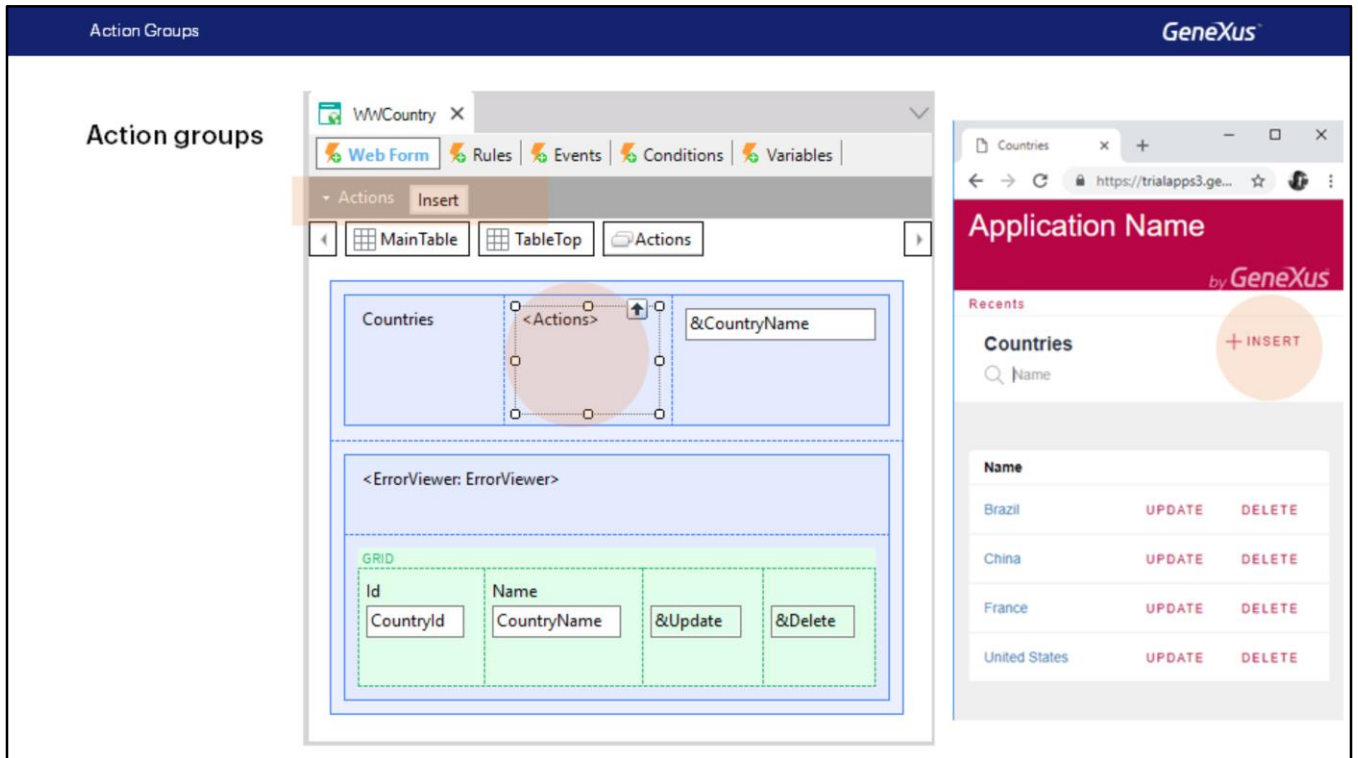 Action Groups
GeneXus
Action groups
WWCountry
Web Form Rules Events Conditions Variables
Actions Insert
MainTable TableTop Actions
Countries <Actions> &CountryName
<ErrorViewer: ErrorViewer>
GRID
Id Name
CountryId CountryName &Update &Delete
Countries
https://trialapps3.ge...
Application Name
by GeneXus
Recents
Countries
INSERT
Name
Name
Brazil UPDATE DELETE
China UPDATE DELETE
France UPDATE DELETE
United States UPDATE DELETE